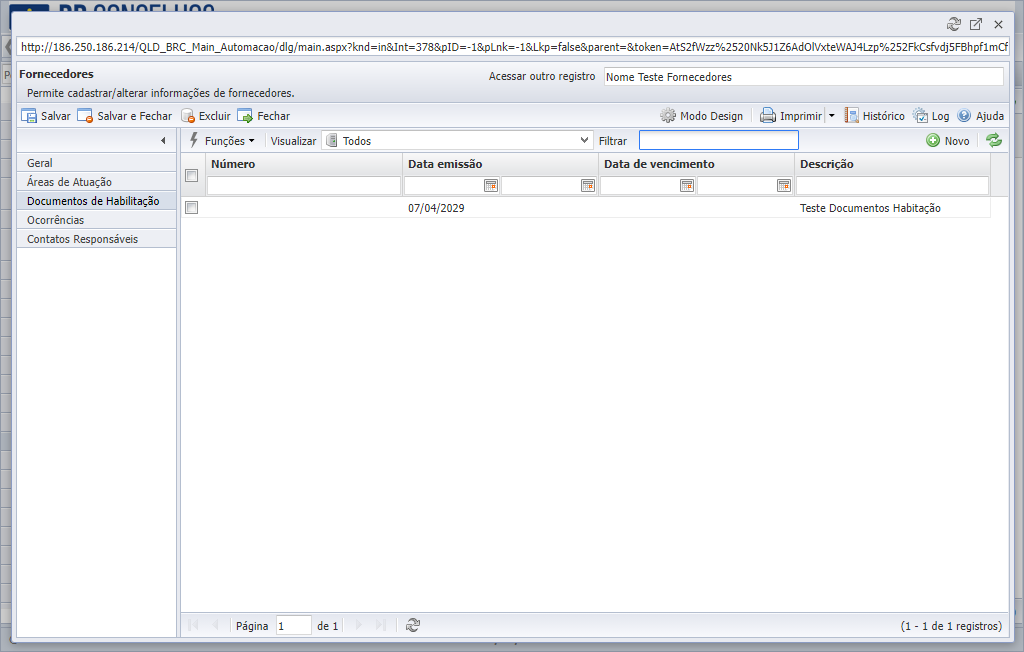 BR CONSELHOS
http://186.250.186.214/QLD_BRC_Main_Automacao/dlg/main.aspx?knd=in&Int=378&pID=-1&pLnk=-1&Lkp=false&parent=&token=AtS2fWzz%2520Nk5J1Z6AdOlVxteWAJ4Lzp%252FkCsfvdj5FBhpf1mCf
Fornecedores Acessar outro registro Nome Teste Fornecedores
Permite cadastrar/alterar informações de fornecedores.
Salvar Salvar e Fechar Excluir Fechar Modo Design Imprimir Histórico Log Ajuda
Funções Visualizar Todos Filtrar Novo
Geral
Áreas de Atuação
Documentos de Habilitação
Ocorrências
Contatos Responsáveis
Número Data emissão Data de vencimento Descrição
07/04/2029 Teste Documentos Habitação
Página 1 de 1 (1 - 1 de 1 registros)